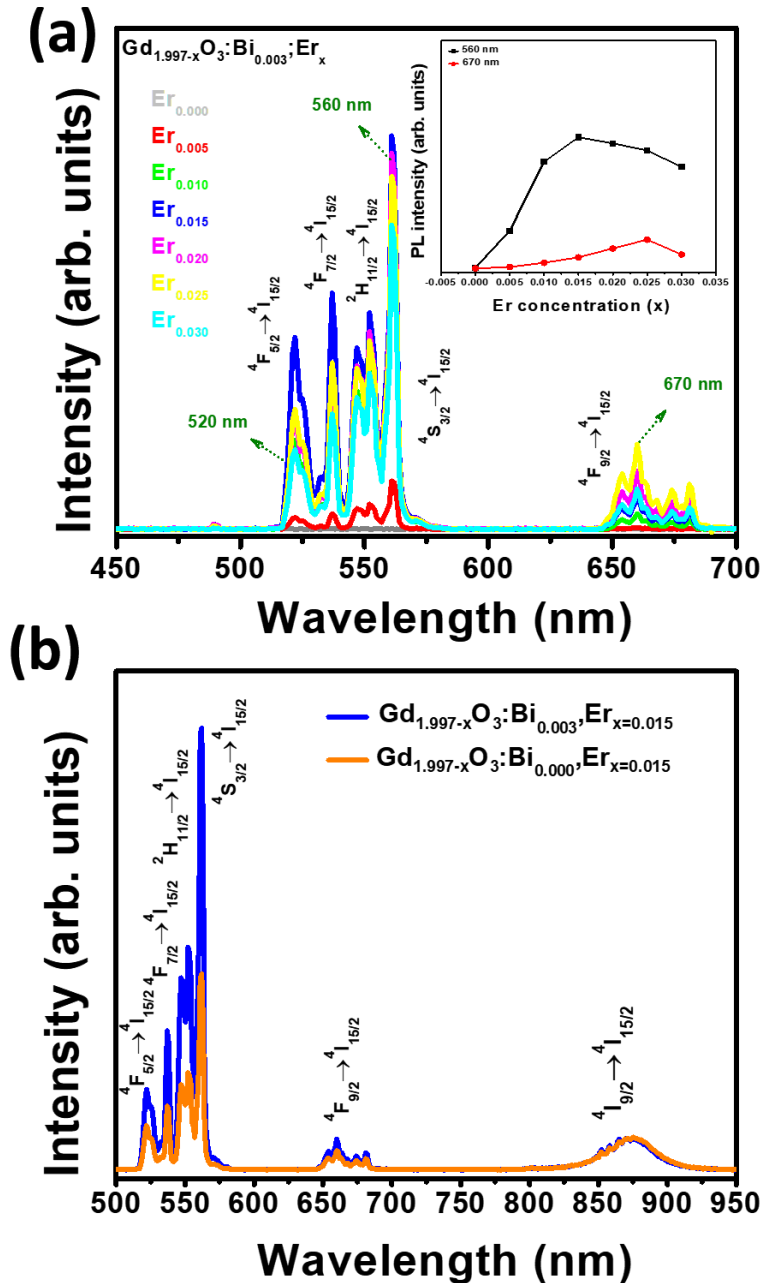 (a)
Gd1.997-xO3:Bi0.003;Erx
Er0.000
Er0.005
Er0.010
Er0.015
Er0.020
Er0.025
Er0.030
520 nm
560 nm
670 nm
4F5/2→4I15/2
4F7/2→4I15/2
2H11/2→4I15/2
4S3/2→4I15/2
4F9/2→4I15/2
560 nm
670 nm
PL intensity (arb. units)
-0.005 0.000 0.005 0.010 0.015 0.020 0.025 0.030 0.035
Er concentration (x)
Intensity (arb. units)
450 500 550 600 650 700
Wavelength (nm)
(b)
Gd1.997-xO3:Bi0.003,Erx=0.015
Gd1.997-xO3:Bi0.000,Erx=0.015
4F5/2→4I15/2
4F7/2→4I15/2
2H11/2→4I15/2
4S3/2→4I15/2
4F9/2→4I15/2
4I9/2→4I15/2
Intensity (arb. units)
500 550 600 650 700 750 800 850 900 950
Wavelength (nm)